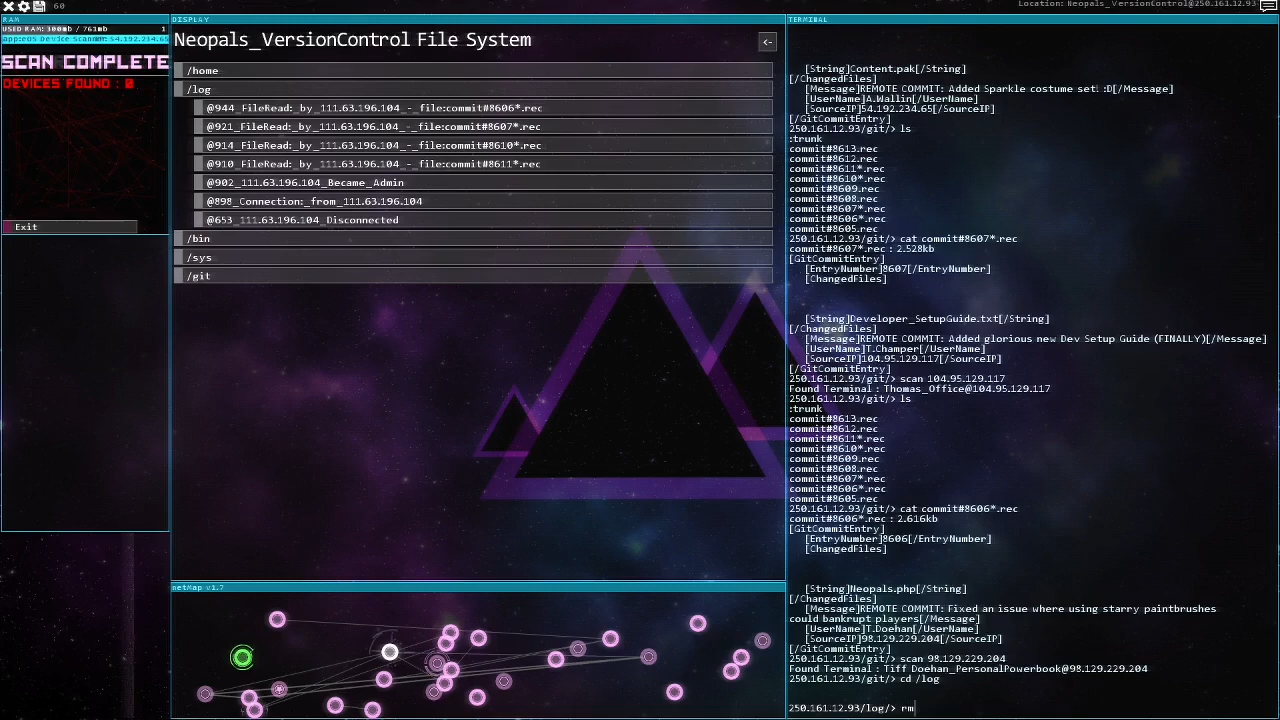 60
Location: Neopals_VersionControl@250.161.12.93
RAM
USED RAM: 300mb / 761mb
1
SCAN COMPLETE
DEVICES FOUND : 0
Exit
DISPLAY
Neopals_VersionControl File System
<-
/home
/log
@944_FileRead:_by_111.63.196.104_-_file:commit#8606*.rec
@921_FileRead:_by_111.63.196.104_-_file:commit#8607*.rec
@914_FileRead:_by_111.63.196.104_-_file:commit#8610*.rec
@910_FileRead:_by_111.63.196.104_-_file:commit#8611*.rec
@902_111.63.196.104_Became_Admin
@898_Connection:_from_111.63.196.104
@653_111.63.196.104_Disconnected
/bin
/sys
/git
netMap v1.7
TERMINAL
[String]Content.pak[/String]
[/ChangedFiles]
[Message]REMOTE COMMIT: Added Sparkle costume set! :D[/Message]
[UserName]A.Wallin[/UserName]
[SourceIP]54.192.234.65[/SourceIP]
[/GitCommitEntry]
250.161.12.93/git/> ls
:trunk
commit#8613.rec
commit#8612.rec
commit#8611*.rec
commit#8610*.rec
commit#8609.rec
commit#8608.rec
commit#8607*.rec
commit#8606*.rec
commit#8605.rec
250.161.12.93/git/> cat commit#8607*.rec
commit#8607*.rec : 2.528kb
[GitCommitEntry]
[EntryNumber]8607[/EntryNumber]
[ChangedFiles]
[String]Developer_SetupGuide.txt[/String]
[/ChangedFiles]
[Message]REMOTE COMMIT: Added glorious new Dev Setup Guide (FINALLY)[/Message]
[UserName]T.Champer[/UserName]
[SourceIP]104.95.129.117[/SourceIP]
[/GitCommitEntry]
250.161.12.93/git/> scan 104.95.129.117
Found Terminal : Thomas_Office@104.95.129.117
250.161.12.93/git/> ls
:trunk
commit#8613.rec
commit#8612.rec
commit#8611*.rec
commit#8610*.rec
commit#8609.rec
commit#8608.rec
commit#8607*.rec
commit#8606*.rec
commit#8605.rec
250.161.12.93/git/> cat commit#8606*.rec
commit#8606*.rec : 2.616kb
[GitCommitEntry]
[EntryNumber]8606[/EntryNumber]
[ChangedFiles]
[String]Neopals.php[/String]
[/ChangedFiles]
[Message]REMOTE COMMIT: Fixed an issue where using starry paintbrushes
could bankrupt players[/Message]
[UserName]T.Doehan[/UserName]
[SourceIP]98.129.229.204[/SourceIP]
[/GitCommitEntry]
250.161.12.93/git/> scan 98.129.229.204
Found Terminal : Tiff Doehan_PersonalPowerbook@98.129.229.204
250.161.12.93/git/> cd /log
250.161.12.93/log/> rm